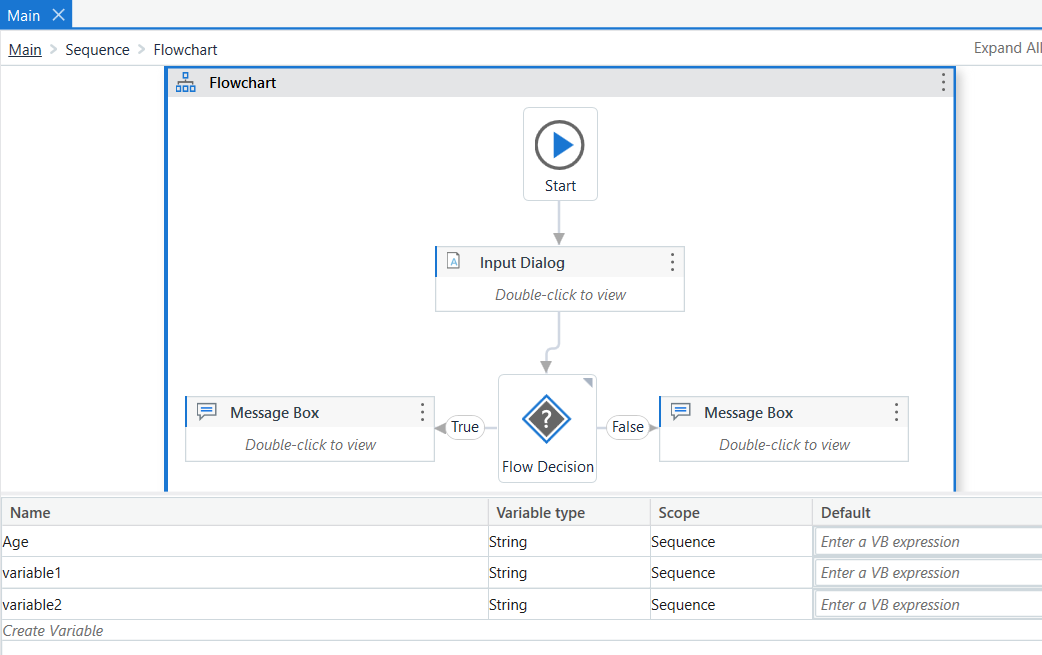 Main
Main > Sequence > Flowchart Expand All
Flowchart
Start
Input Dialog
Double-click to view
Message Box
Double-click to view
True
?
Flow Decision
False
Message Box
Double-click to view
Name Variable type Scope Default
Age String Sequence Enter a VB expression
variable1 String Sequence Enter a VB expression
variable2 String Sequence Enter a VB expression
Create Variable